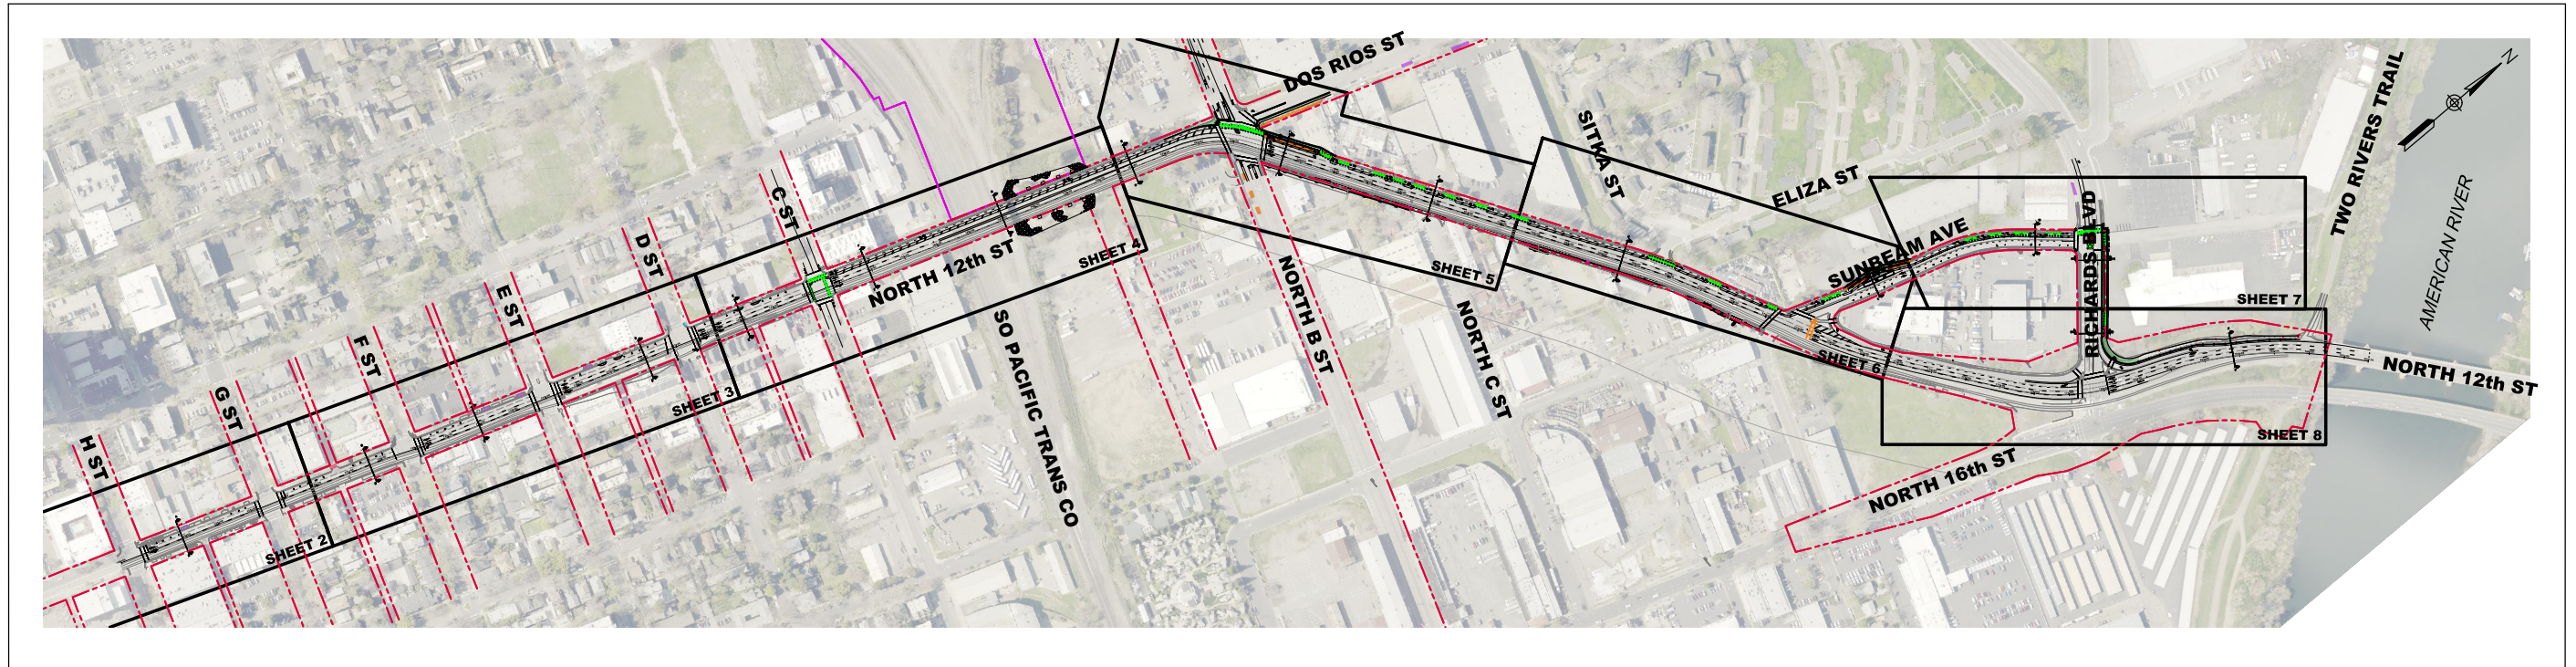 H ST
G ST
F ST
E ST
D ST
C ST
SHEET 2
SHEET 3
SHEET 4
NORTH 12th ST
SO PACIFIC TRANS CO
DOS RIOS ST
NORTH B ST
SHEET 5
NORTH C ST
SITKA ST
ELIZA ST
SUNBEAM AVE
SHEET 6
RICHARDS BLVD
SHEET 7
SHEET 8
NORTH 16th ST
NORTH 12th ST
TWO RIVERS TRAIL
AMERICAN RIVER
N